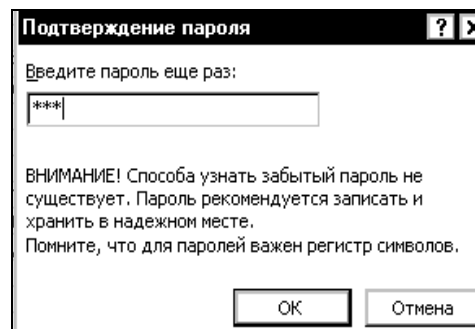 Подтверждение пароля
Введите пароль еще раз:
***
ВНИМАНИЕ! Способа узнать забытый пароль не
существует. Пароль рекомендуется записать и
хранить в надежном месте.
Помните, что для паролей важен регистр символов.
ОК
Отмена